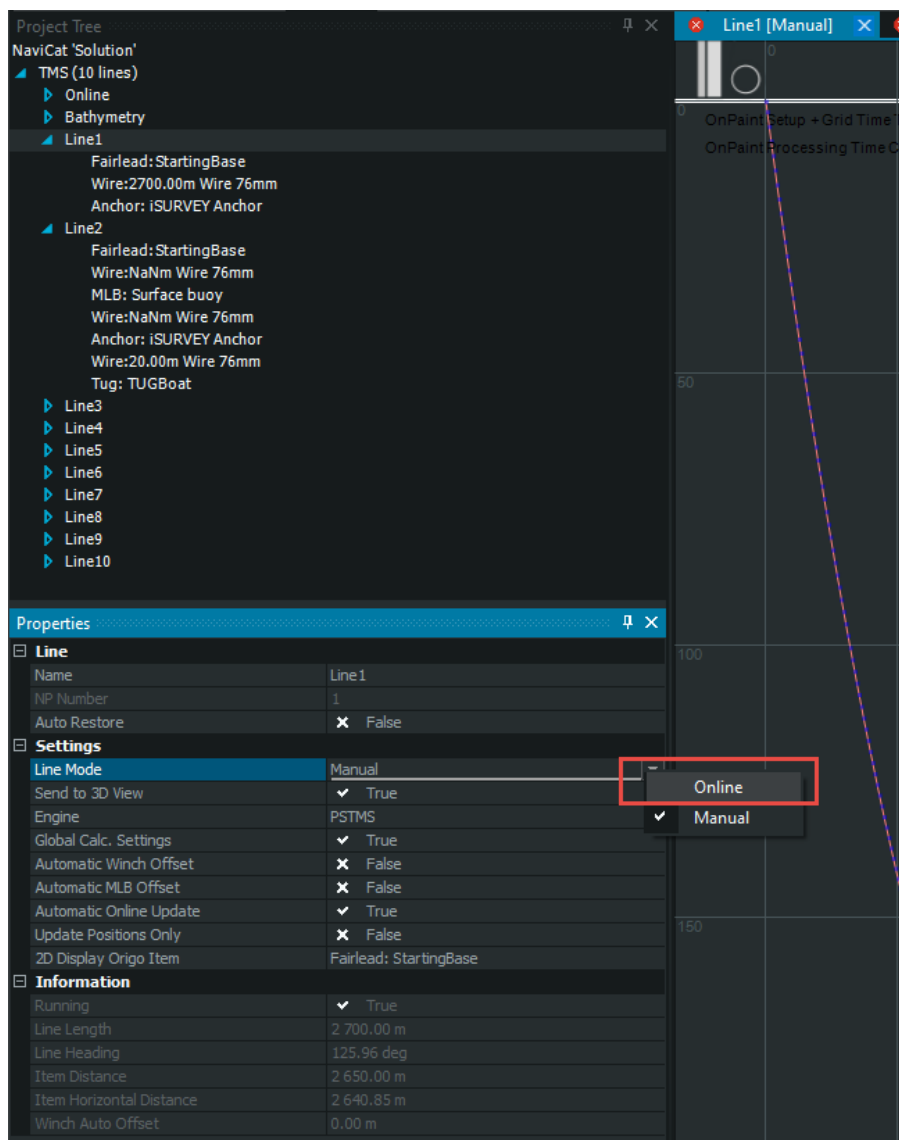 Project Tree
NaviCat 'Solution'
TMS (10 lines)
Online
Bathymetry
Line1
Fairlead: StartingBase
Wire:2700.00m Wire 76mm
Anchor: iSURVEY Anchor
Line2
Fairlead: StartingBase
Wire:NaNm Wire 76mm
MLB: Surface buoy
Wire:NaNm Wire 76mm
Anchor: iSURVEY Anchor
Wire:20.00m Wire 76mm
Tug: TUGBoat
Line3
Line4
Line5
Line6
Line7
Line8
Line9
Line10
Properties
Line
Name Line1
NP Number 1
Auto Restore False
Settings
Line Mode Manual
Send to 3D View True
Engine PSTMS
Global Calc. Settings True
Automatic Winch Offset False
Automatic MLB Offset False
Automatic Online Update True
Update Positions Only False
2D Display Origo Item Fairlead: StartingBase
Information
Running True
Line Length 2 700.00 m
Line Heading 125.96 deg
Item Distance 2 650.00 m
Item Horizontal Distance 2 640.85 m
Winch Auto Offset 0.00 m
Online
Manual
Line1 [Manual]
0
0
OnPaint Setup + Grid Time
OnPaint Processing Time
50
100
150